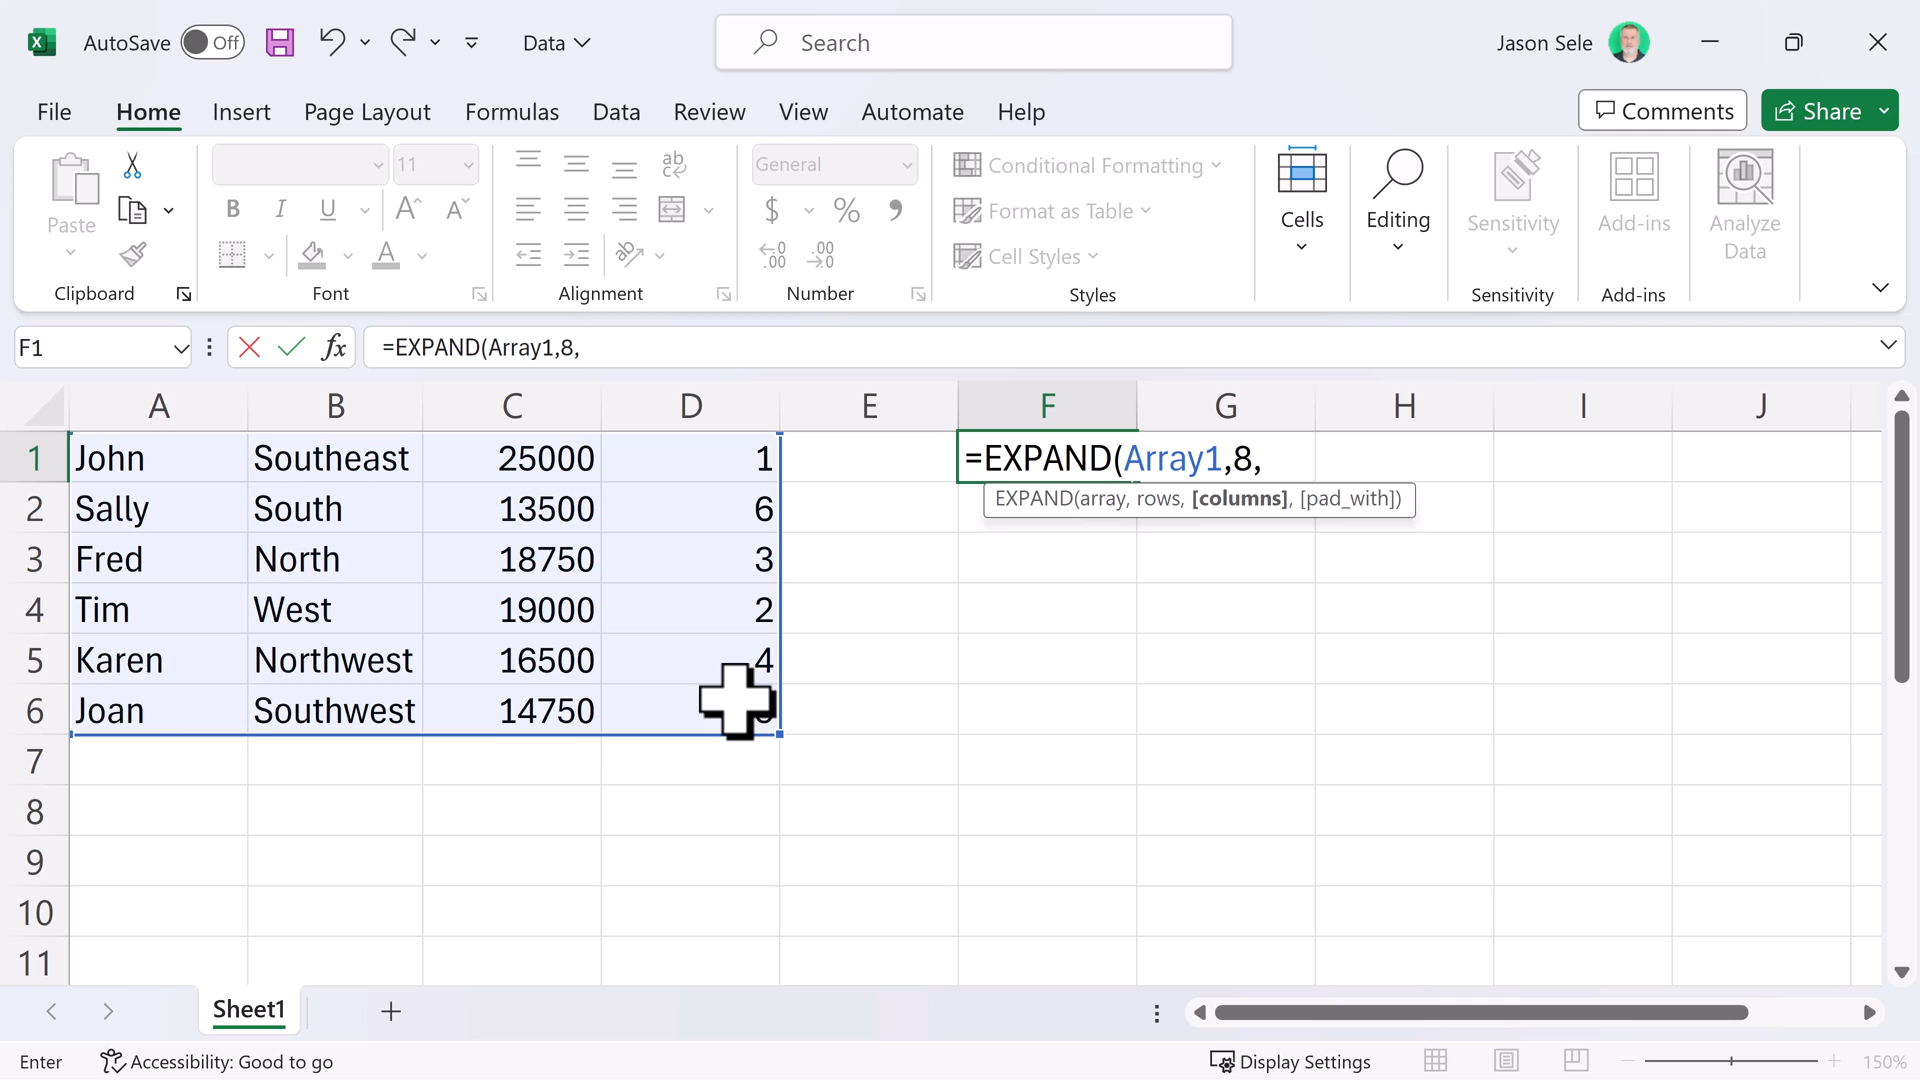 AutoSave Off Data Search Jason Sele
File Home Insert Page Layout Formulas Data Review View Automate Help Comments Share
Paste 11 General Conditional Formatting
Format as Table
Cell Styles
Cells Editing Sensitivity Add-ins Analyze Data
B I U A A $ % 9
Clipboard Font Alignment Number Styles Sensitivity Add-ins
F1 fx =EXPAND(Array1,8,
A B C D E F G H I J
1 John Southeast 25000 1 =EXPAND(Array1,8,
EXPAND(array, rows, [columns], [pad_with])
2 Sally South 13500 6
3 Fred North 18750 3
4 Tim West 19000 2
5 Karen Northwest 16500 4
6 Joan Southwest 14750
7
8
9
10
11
Sheet1
Enter Accessibility: Good to go Display Settings 150%